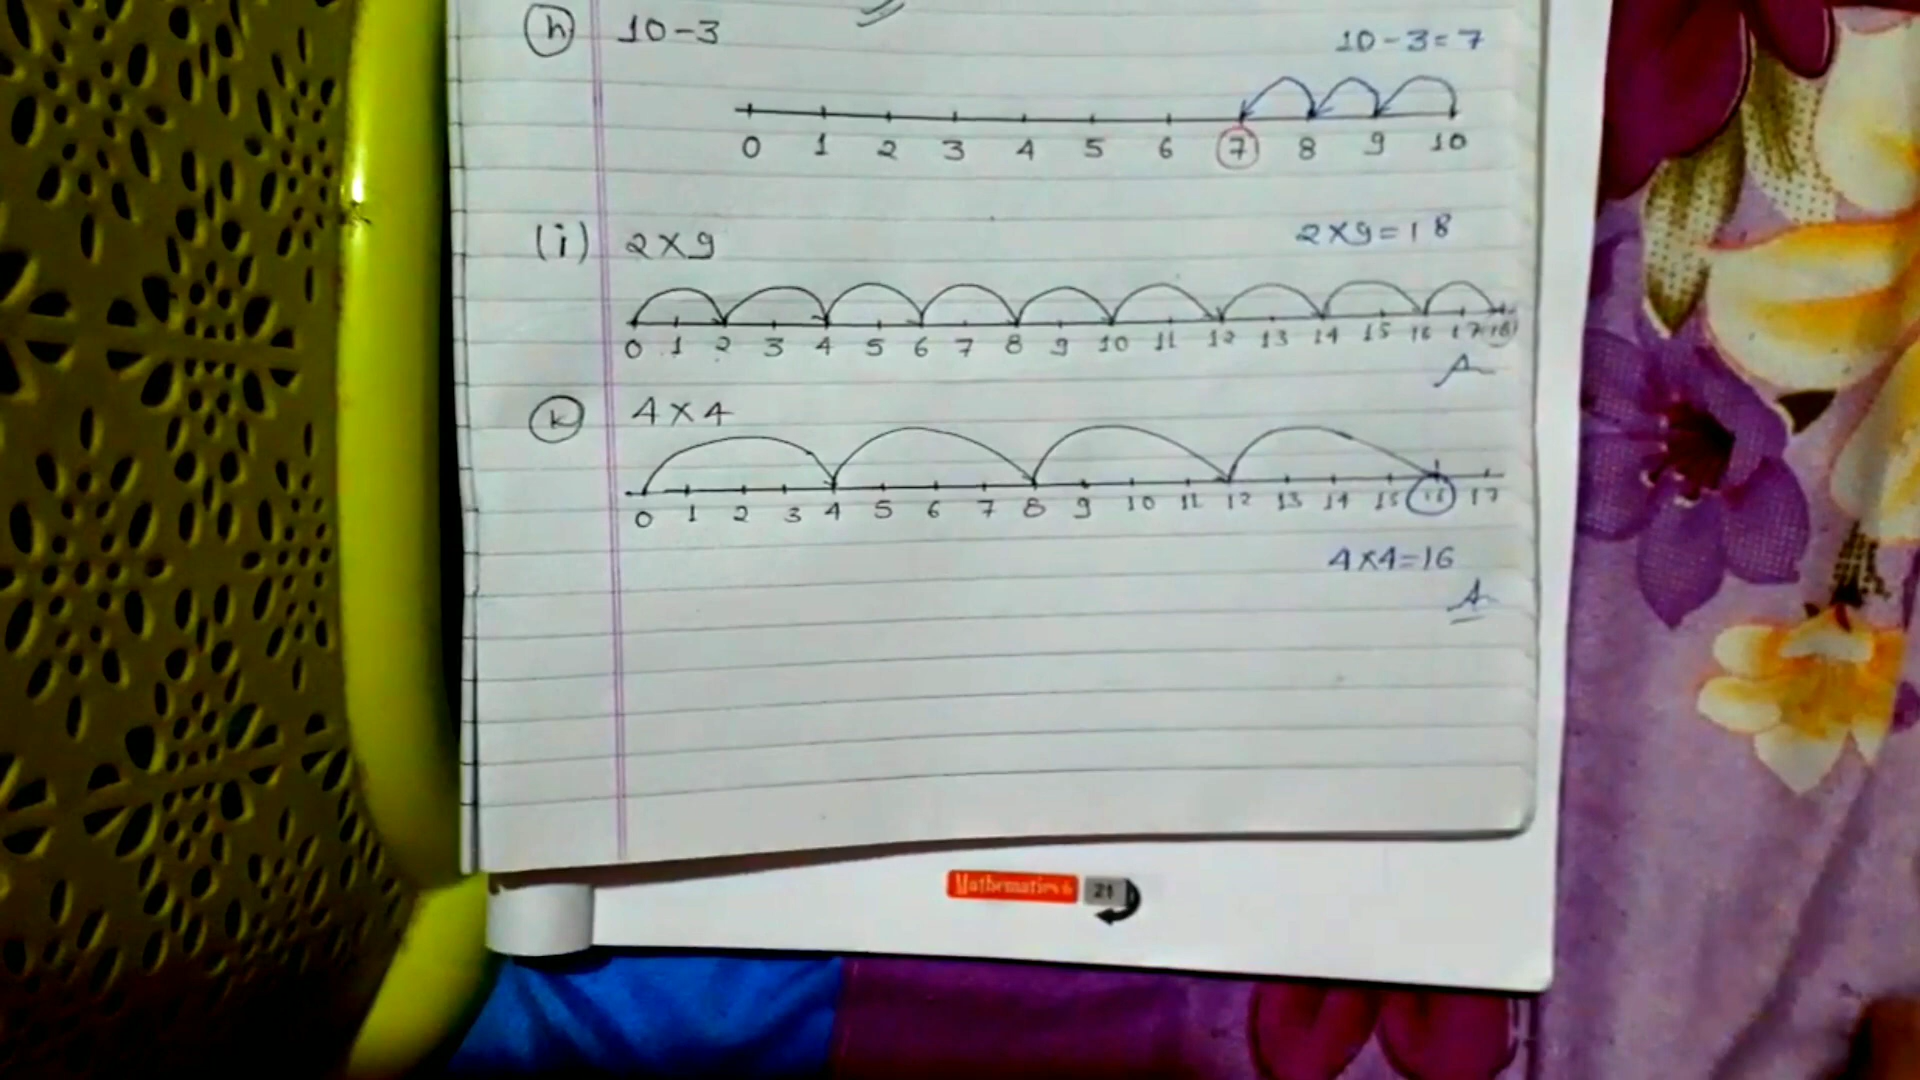 (h) 10-3
10-3=7
0 1 2 3 4 5 6 7 8 9 10
(i) 2×9
2×9=18
0 1 2 3 4 5 6 7 8 9 10 11 12 13 14 15 16 17 18
A
(k) 4×4
0 1 2 3 4 5 6 7 8 9 10 11 12 13 14 15 16 17
4×4=16
A
Mathematics-6 21